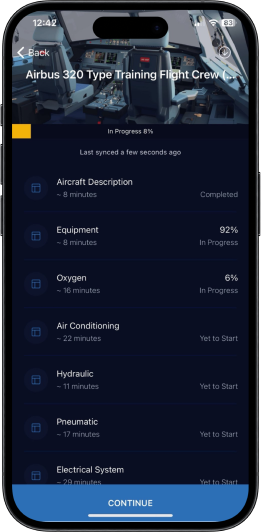 12:42
83
Back
Airbus 320 Type Training Flight Crew (...
In Progress 8%
Last synced a few seconds ago
Aircraft Description
~ 8 minutes Completed
Equipment 92%
~ 8 minutes In Progress
Oxygen 6%
~ 16 minutes In Progress
Air Conditioning
~ 22 minutes Yet to Start
Hydraulic
~ 11 minutes Yet to Start
Pneumatic
~ 17 minutes Yet to Start
Electrical System
~ 29 minutes Yet to Start
CONTINUE